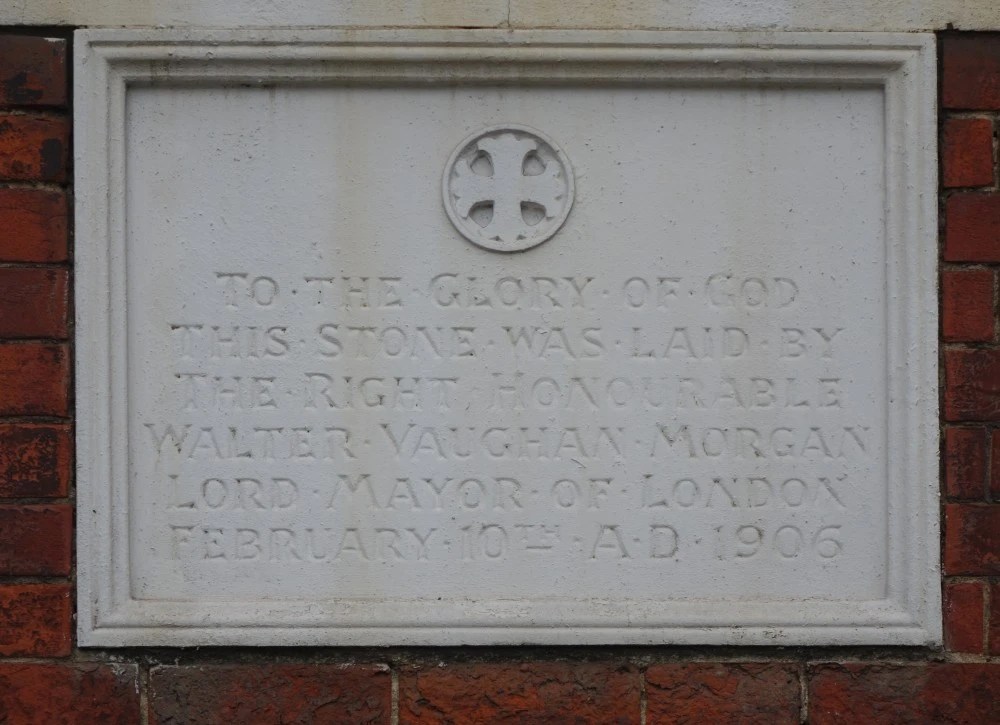 TO · THE · GLORY · OF · GOD
THIS · STONE · WAS · LAID · BY
THE · RIGHT · HONOURABLE
WALTER · VAUGHAN · MORGAN
LORD · MAYOR · OF · LONDON
FEBRUARY · 10TH · A.D. 1906